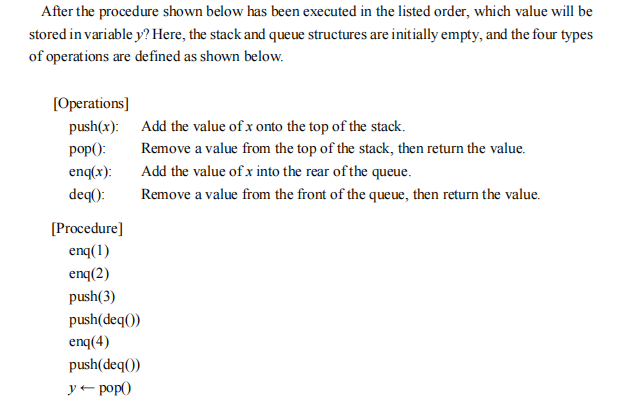 After the procedure shown below has been executed in the listed order, which value will be
stored in variable y? Here, the stack and queue structures are initially empty, and the four types
of operations are defined as shown below.
[Operations]
push(x): Add the value of x onto the top of the stack.
pop(): Remove a value from the top of the stack, then return the value.
enq(x): Add the value of x into the rear of the queue.
deq(): Remove a value from the front of the queue, then return the value.
[Procedure]
enq(1)
enq(2)
push(3)
push(deq())
enq(4)
push(deq())
y ← pop()